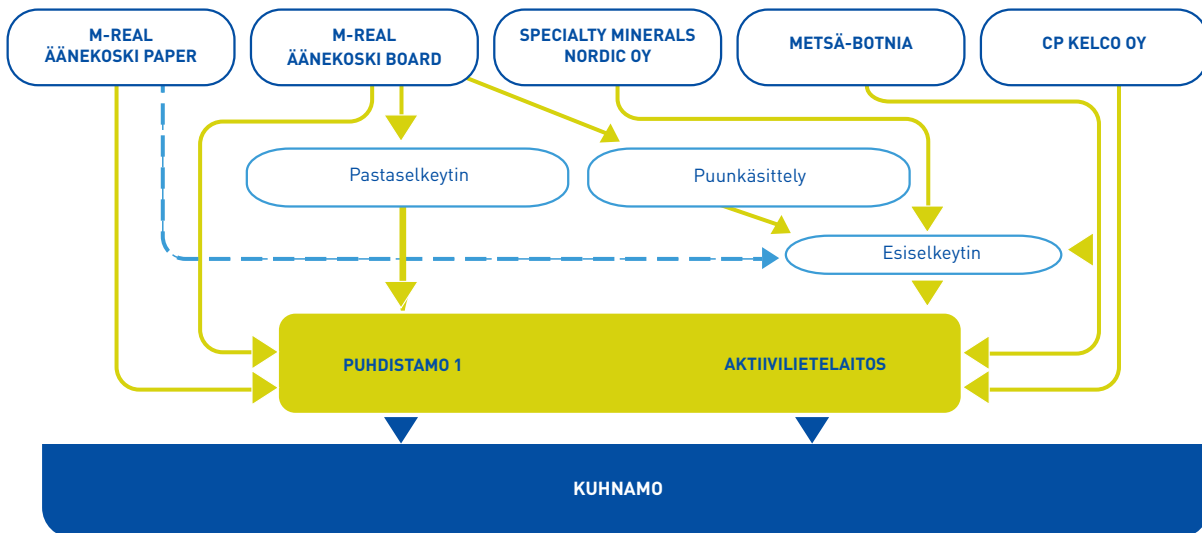 M-REAL
ÄÄNEKOSKI PAPER
M-REAL
ÄÄNEKOSKI BOARD
SPECIALTY MINERALS
NORDIC OY
METSÄ-BOTNIA
CP KELCO OY
Pastaselkeytin
Puunkäsittely
Esiselkeytin
PUHDISTAMO 1
AKTIIVILIETELAITOS
KUHNAMO